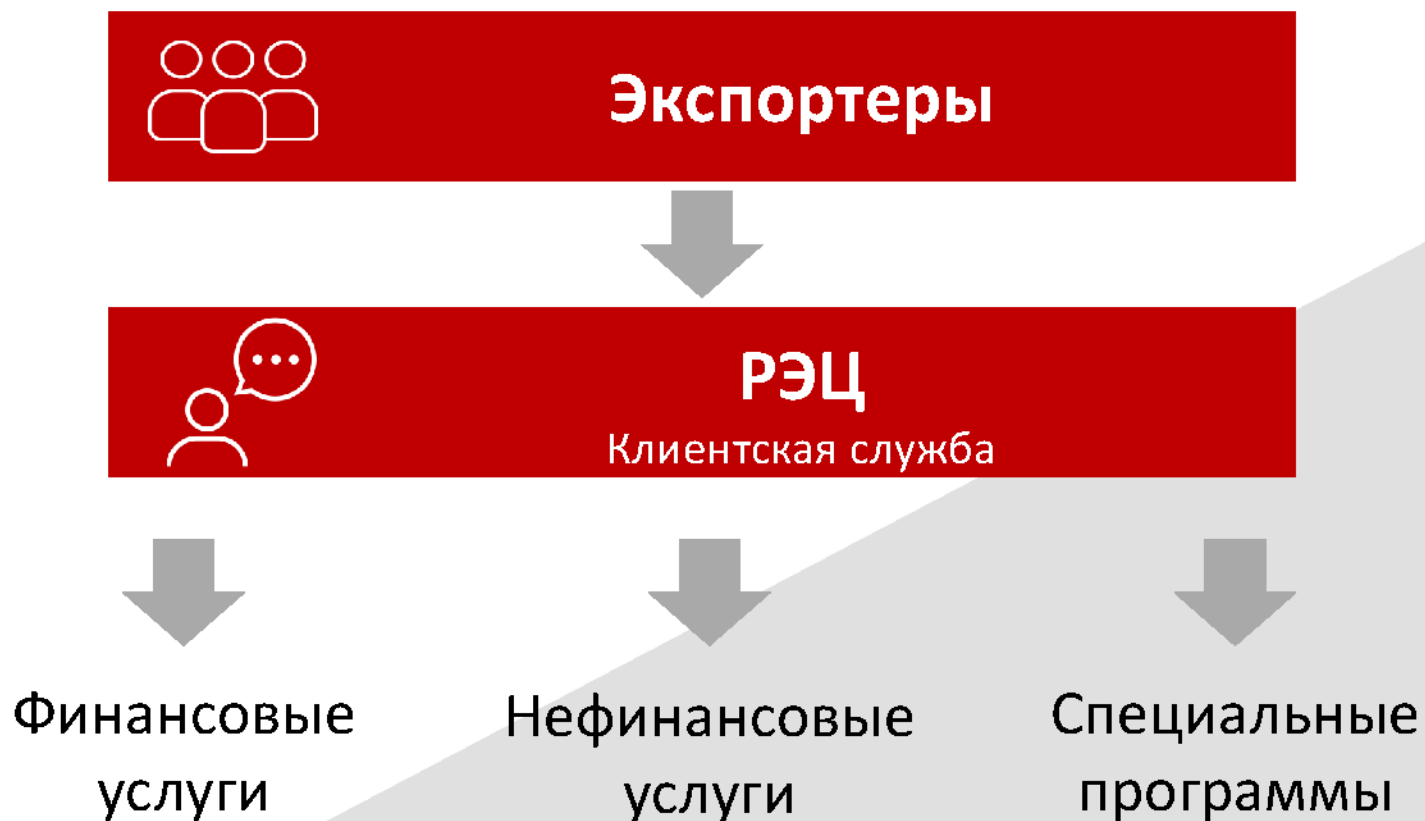 Экспортеры
РЭЦ
Клиентская служба
Финансовые
услуги
Нефинансовые
услуги
Специальные
программы